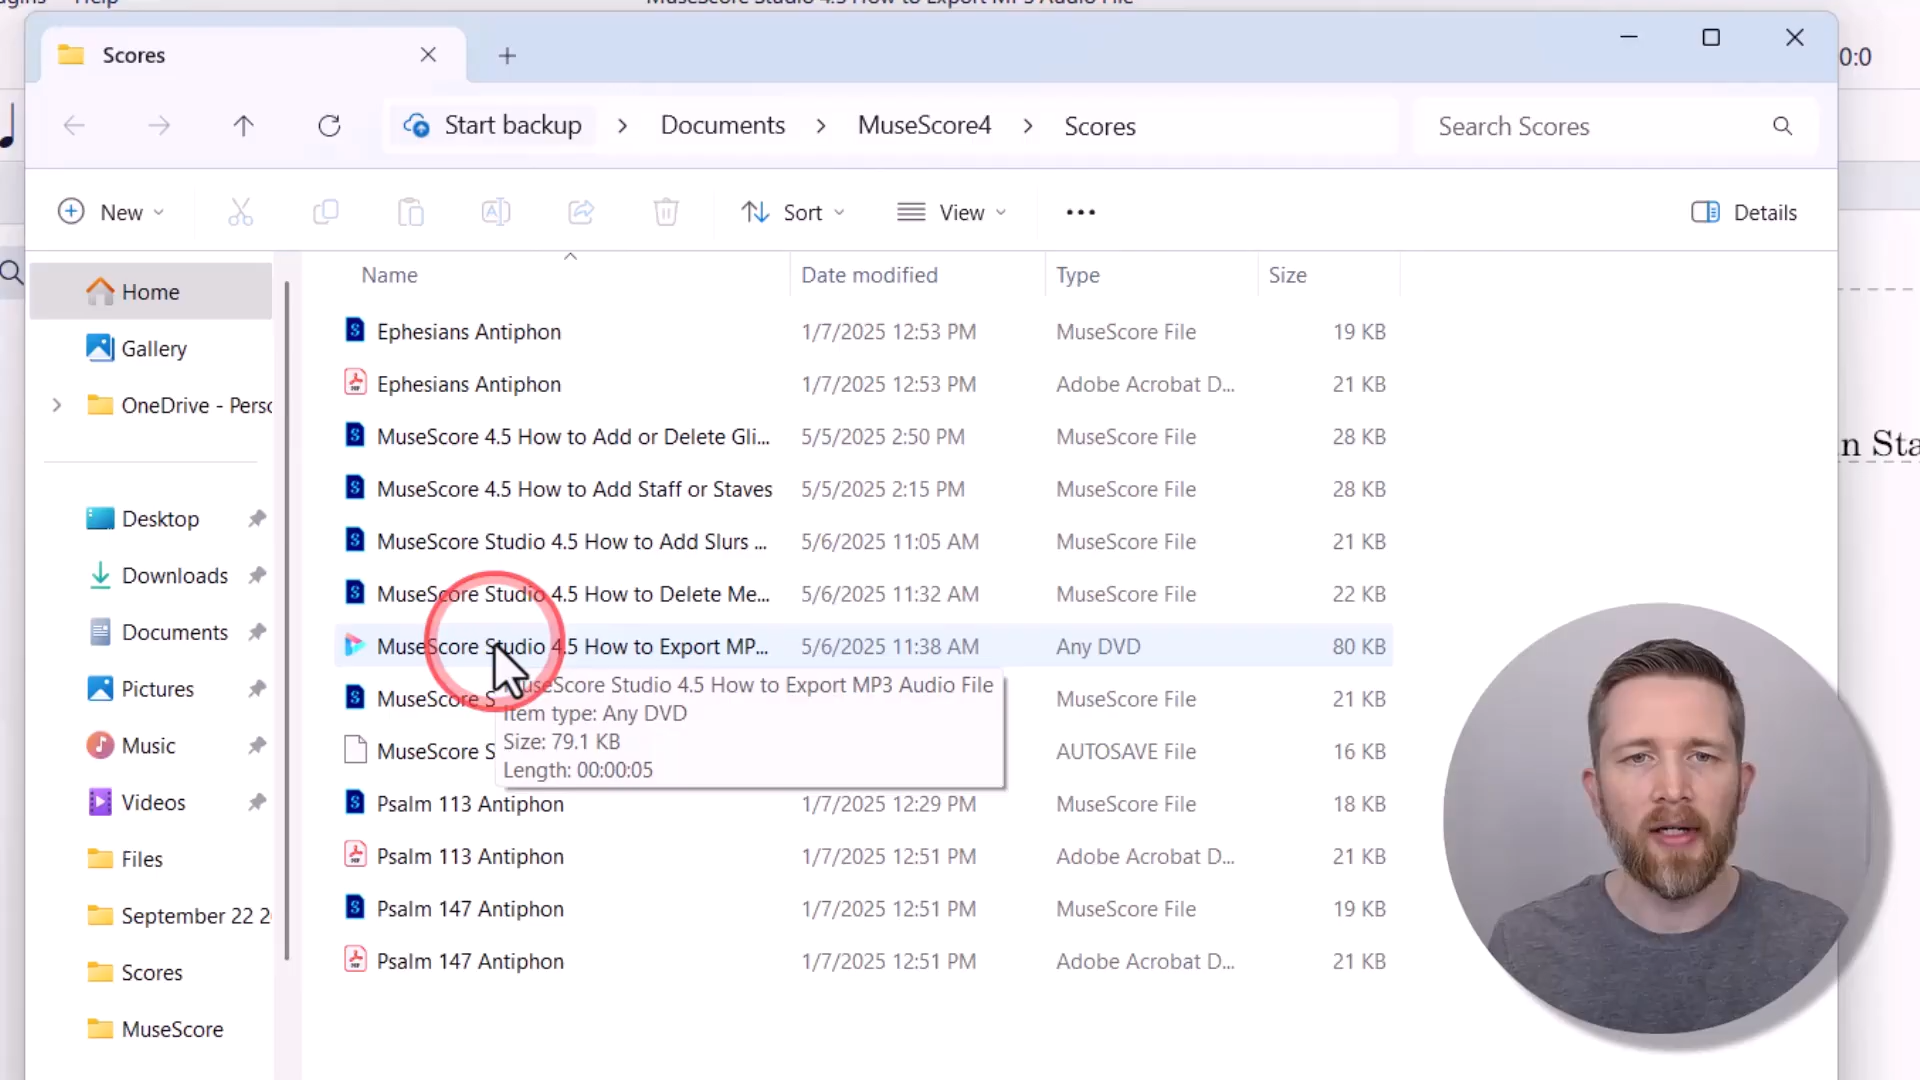 Scores
0:0
Start backup
Documents
MuseScore4
Scores
Search Scores
New
Sort
View
Details
Name
Date modified
Type
Size
Home
Gallery
OneDrive - Perso
Desktop
Downloads
Documents
Pictures
Music
Videos
Files
September 22 2
Scores
MuseScore
Ephesians Antiphon 1/7/2025 12:53 PM MuseScore File 19 KB
Ephesians Antiphon 1/7/2025 12:53 PM Adobe Acrobat D... 21 KB
MuseScore 4.5 How to Add or Delete Gli... 5/5/2025 2:50 PM MuseScore File 28 KB
MuseScore 4.5 How to Add Staff or Staves 5/5/2025 2:15 PM MuseScore File 28 KB
MuseScore Studio 4.5 How to Add Slurs ... 5/6/2025 11:05 AM MuseScore File 21 KB
MuseScore Studio 4.5 How to Delete Me... 5/6/2025 11:32 AM MuseScore File 22 KB
MuseScore Studio 4.5 How to Export MP... 5/6/2025 11:38 AM Any DVD 80 KB
MuseScore S MuseScore File 21 KB
MuseScore S AUTOSAVE File 16 KB
MuseScore Studio 4.5 How to Export MP3 Audio File
Item type: Any DVD
Size: 79.1 KB
Length: 00:00:05
Psalm 113 Antiphon 1/7/2025 12:29 PM MuseScore File 18 KB
Psalm 113 Antiphon 1/7/2025 12:51 PM Adobe Acrobat D... 21 KB
Psalm 147 Antiphon 1/7/2025 12:51 PM MuseScore File 19 KB
Psalm 147 Antiphon 1/7/2025 12:51 PM Adobe Acrobat D... 21 KB
n Sta